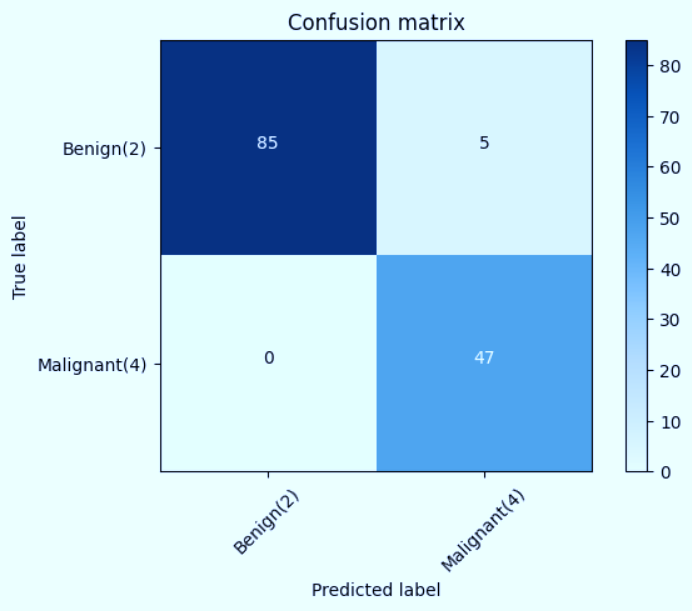 Confusion matrix
True label
Benign(2)
85
5
Malignant(4)
0
47
Benign(2)
Malignant(4)
Predicted label
80
70
60
50
40
30
20
10
0